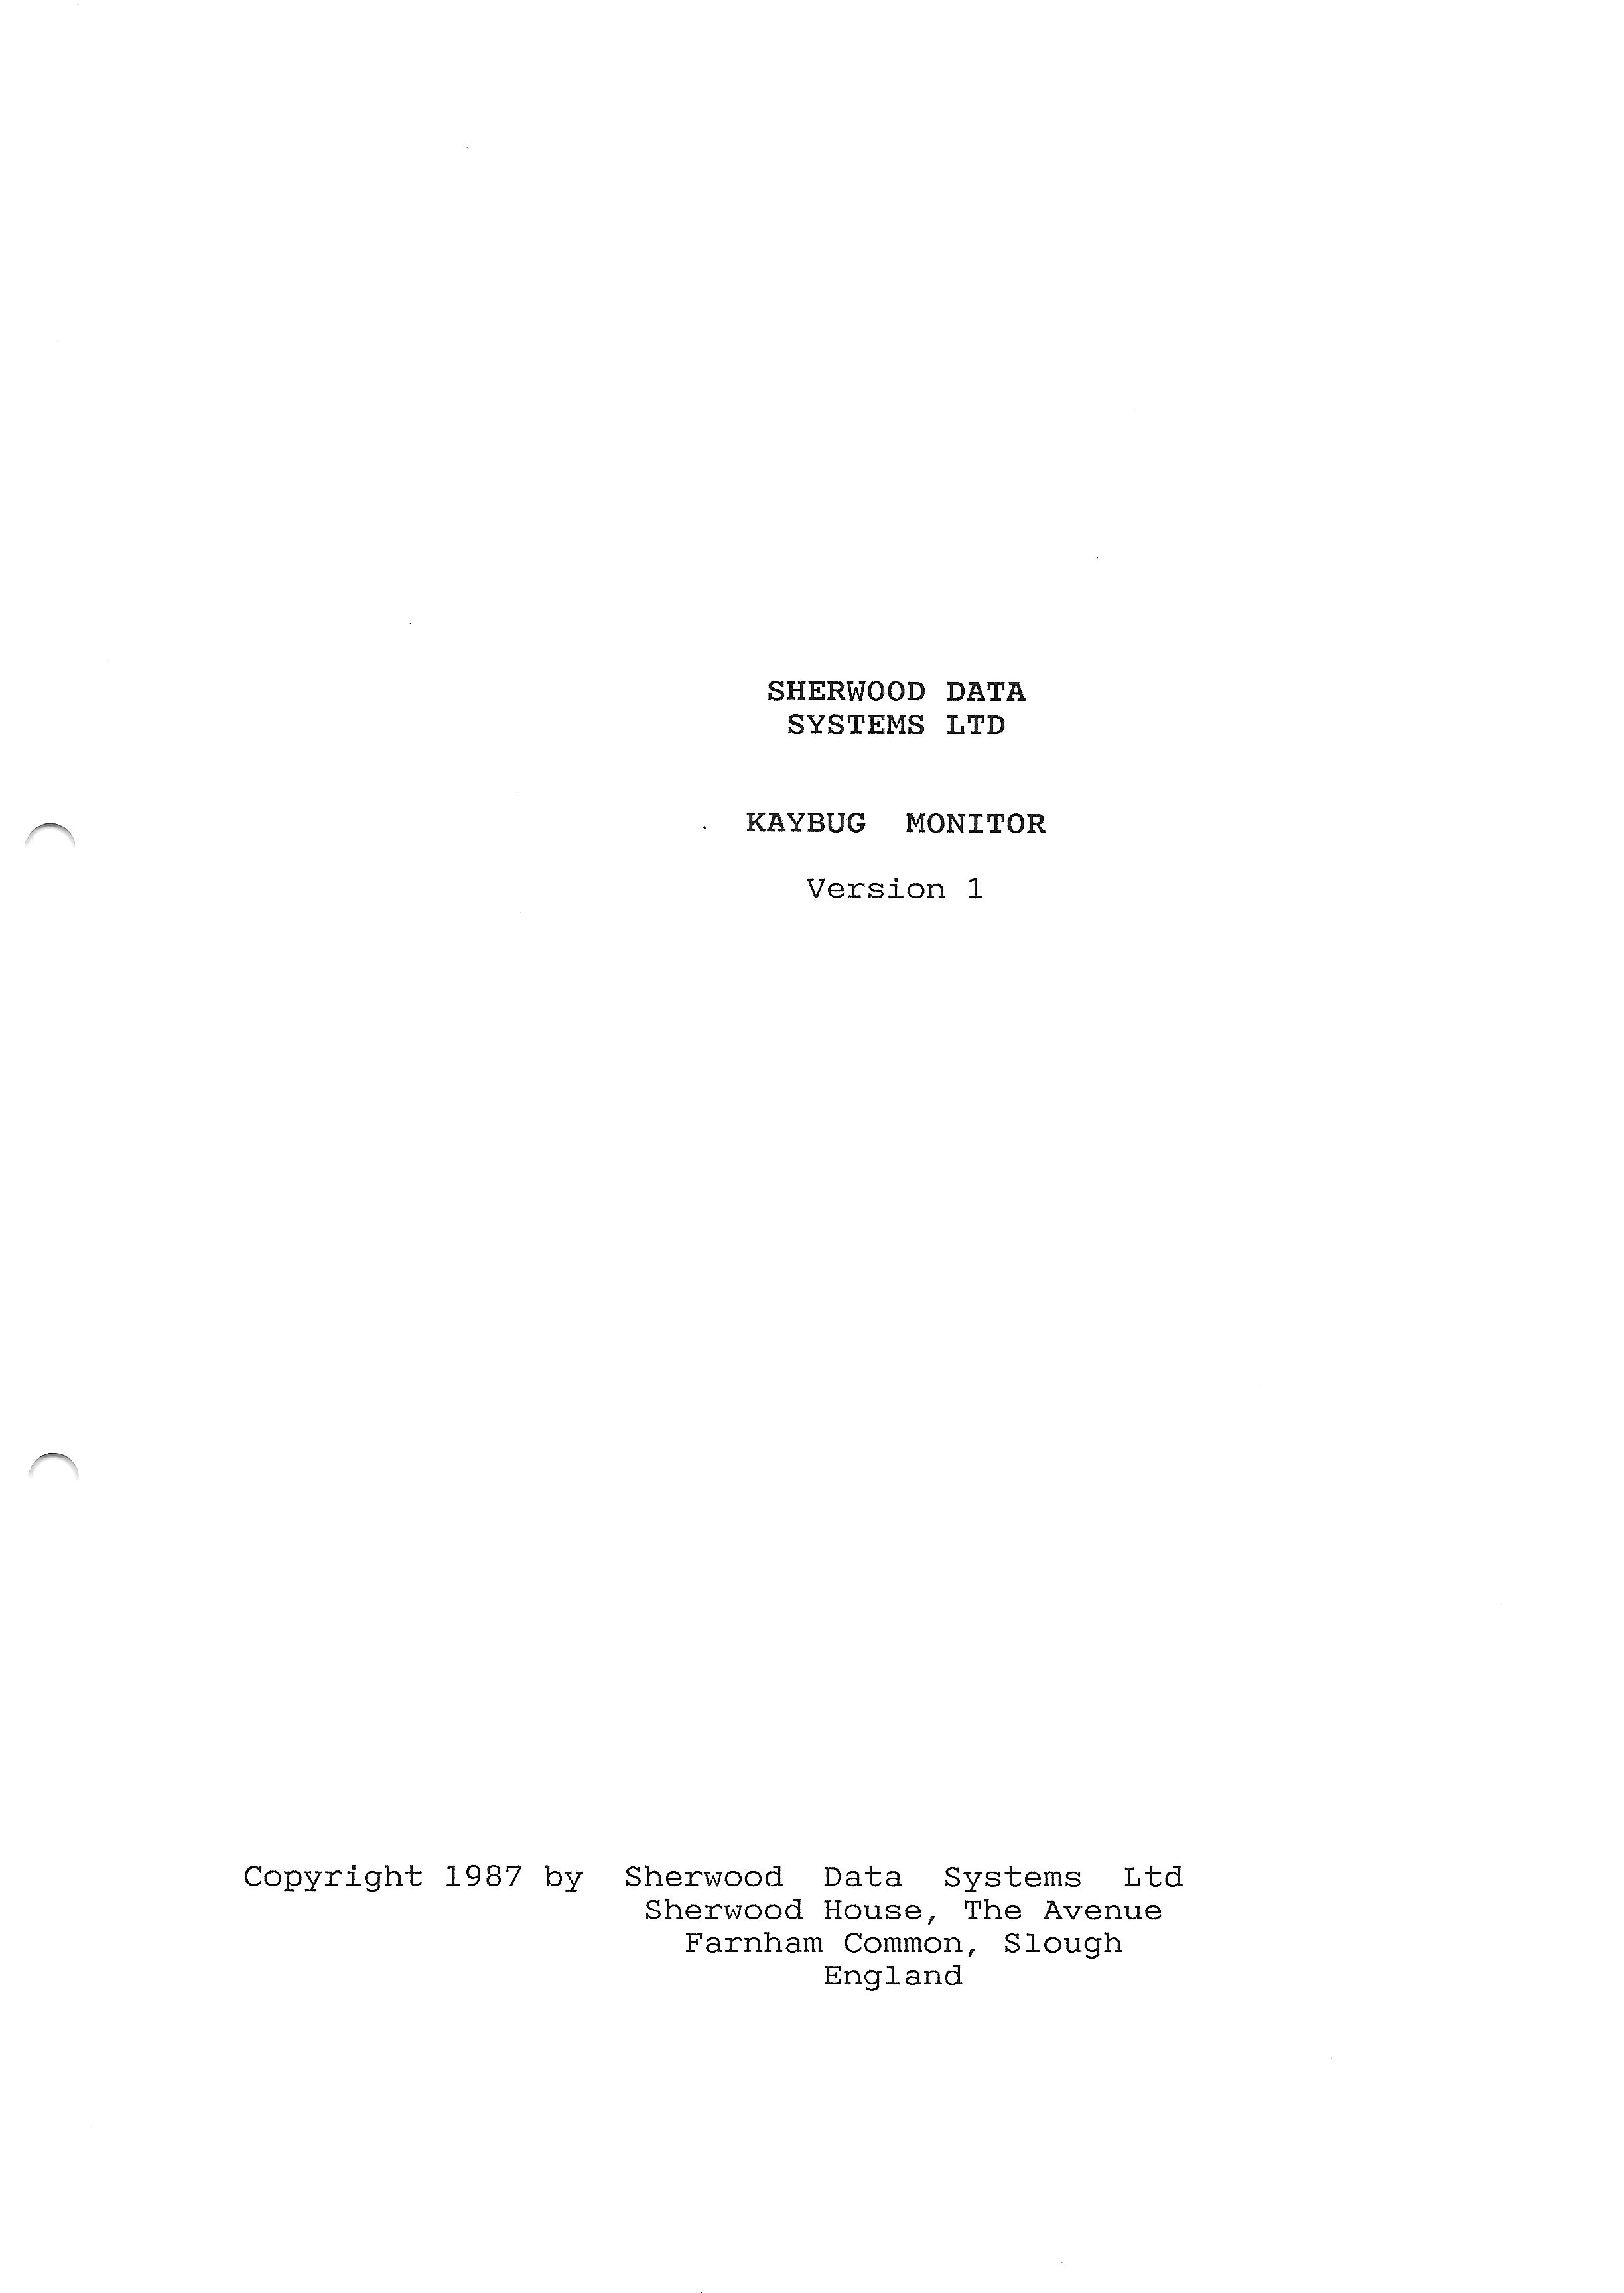 SHERWOOD DATA
SYSTEMS LTD
KAYBUG MONITOR
Version 1
Copyright 1987 by Sherwood Data Systems Ltd
Sherwood House, The Avenue
Farnham Common, Slough
England